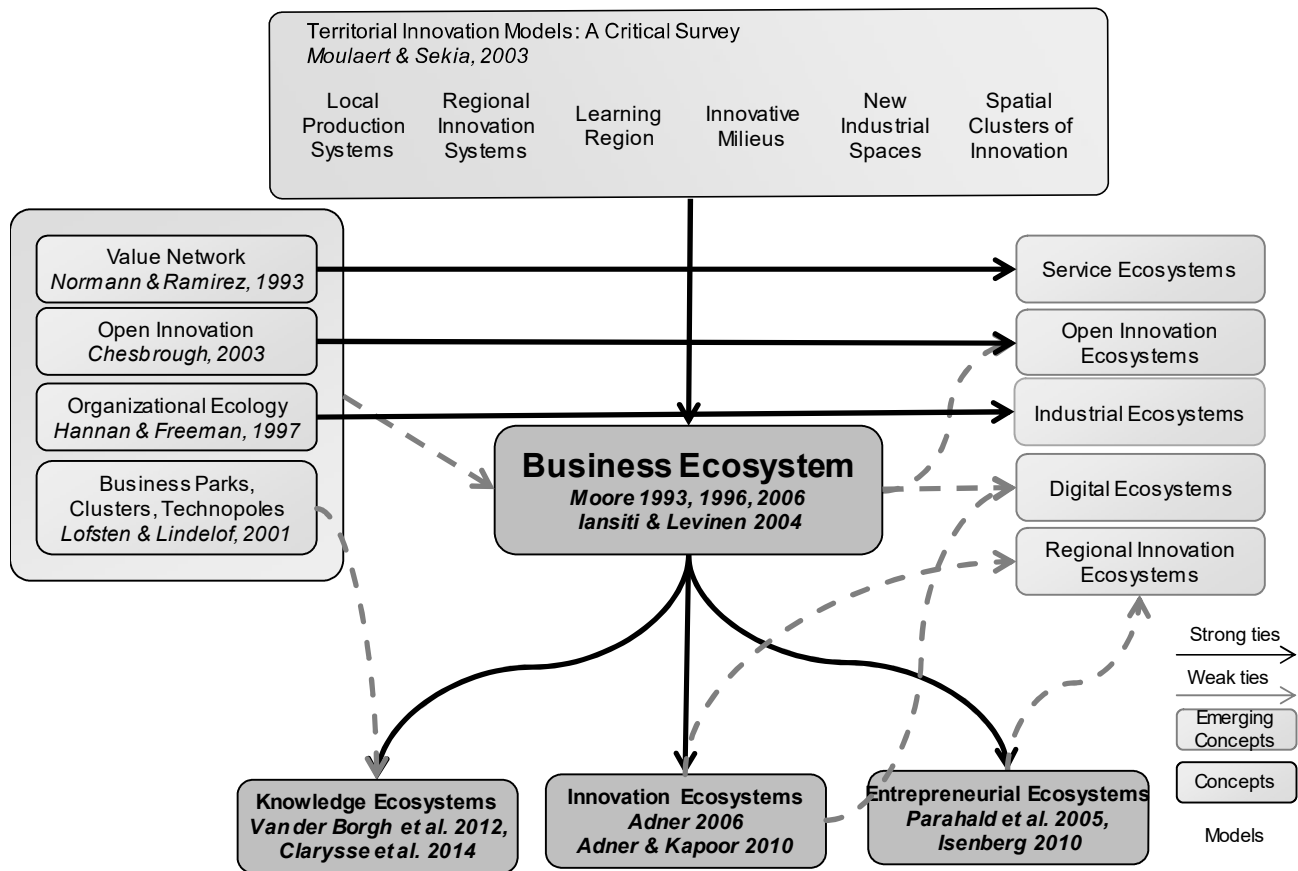 Territorial Innovation Models: A Critical Survey
Moulaert & Sekia, 2003
Local
Production
Systems
Regional
Innovation
Systems
Learning
Region
Innovative
Milieus
New
Industrial
Spaces
Spatial
Clusters of
Innovation
Value Network
Normann & Ramirez, 1993
Open Innovation
Chesbrough, 2003
Organizational Ecology
Hannan & Freeman, 1997
Business Parks,
Clusters, Technopoles
Lofsten & Lindelof, 2001
Business Ecosystem
Moore 1993, 1996, 2006
Iansiti & Levinen 2004
Service Ecosystems
Open Innovation
Ecosystems
Industrial Ecosystems
Digital Ecosystems
Regional Innovation
Ecosystems
Knowledge Ecosystems
Van der Borgh et al. 2012,
Clarysse et al. 2014
Innovation Ecosystems
Adner 2006
Adner & Kapoor 2010
Entrepreneurial Ecosystems
Parahald et al. 2005,
Isenberg 2010
Strong ties
Weak ties
Emerging
Concepts
Concepts
Models